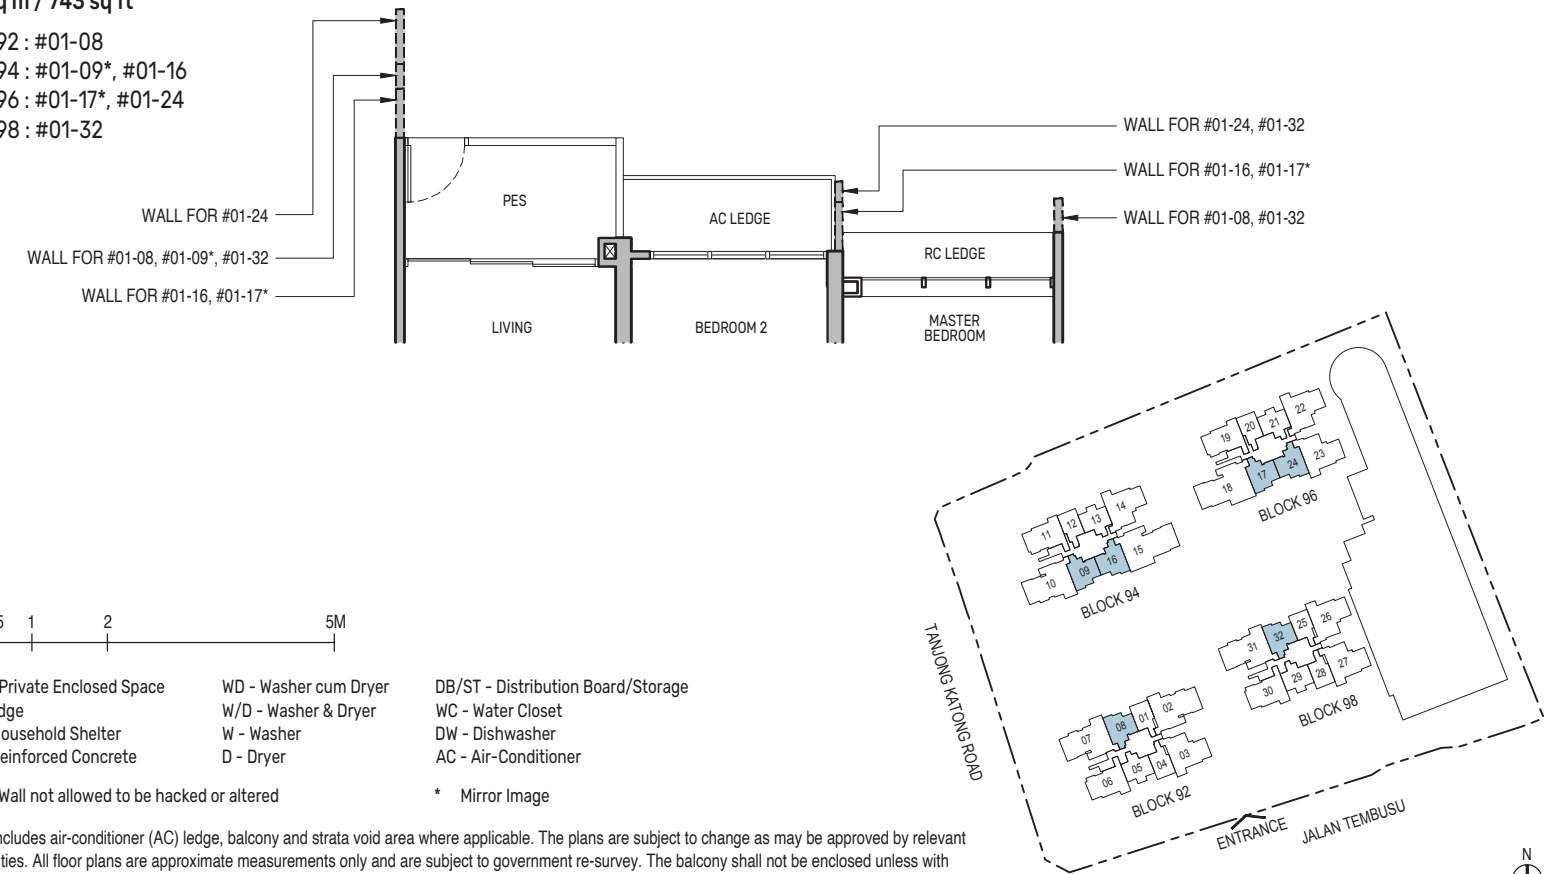 q m / 743 sq ft
92 : #01-08
94 : #01-09*, #01-16
96 : #01-17*, #01-24
98 : #01-32
WALL FOR #01-24
WALL FOR #01-08, #01-09*, #01-32
WALL FOR #01-16, #01-17*
WALL FOR #01-24, #01-32
WALL FOR #01-16, #01-17*
WALL FOR #01-08, #01-32
PES
AC LEDGE
RC LEDGE
LIVING
BEDROOM 2
MASTER
BEDROOM
22
21
20
19
23
24
17
18
BLOCK 96
14
13
12
11
15
16
09
10
BLOCK 94
26
25
32
31
27
28
29
30
BLOCK 98
02
01
08
07
03
04
05
06
BLOCK 92
TANJONG KATONG ROAD
ENTRANCE
JALAN TEMBUSU
N
5 1 2 5M
Private Enclosed Space
dge
ousehold Shelter
einforced Concrete
WD - Washer cum Dryer
W/D - Washer & Dryer
W - Washer
D - Dryer
DB/ST - Distribution Board/Storage
WC - Water Closet
DW - Dishwasher
AC - Air-Conditioner
Wall not allowed to be hacked or altered
* Mirror Image
ncludes air-conditioner (AC) ledge, balcony and strata void area where applicable. The plans are subject to change as may be approved by relevant
ties. All floor plans are approximate measurements only and are subject to government re-survey. The balcony shall not be enclosed unless with